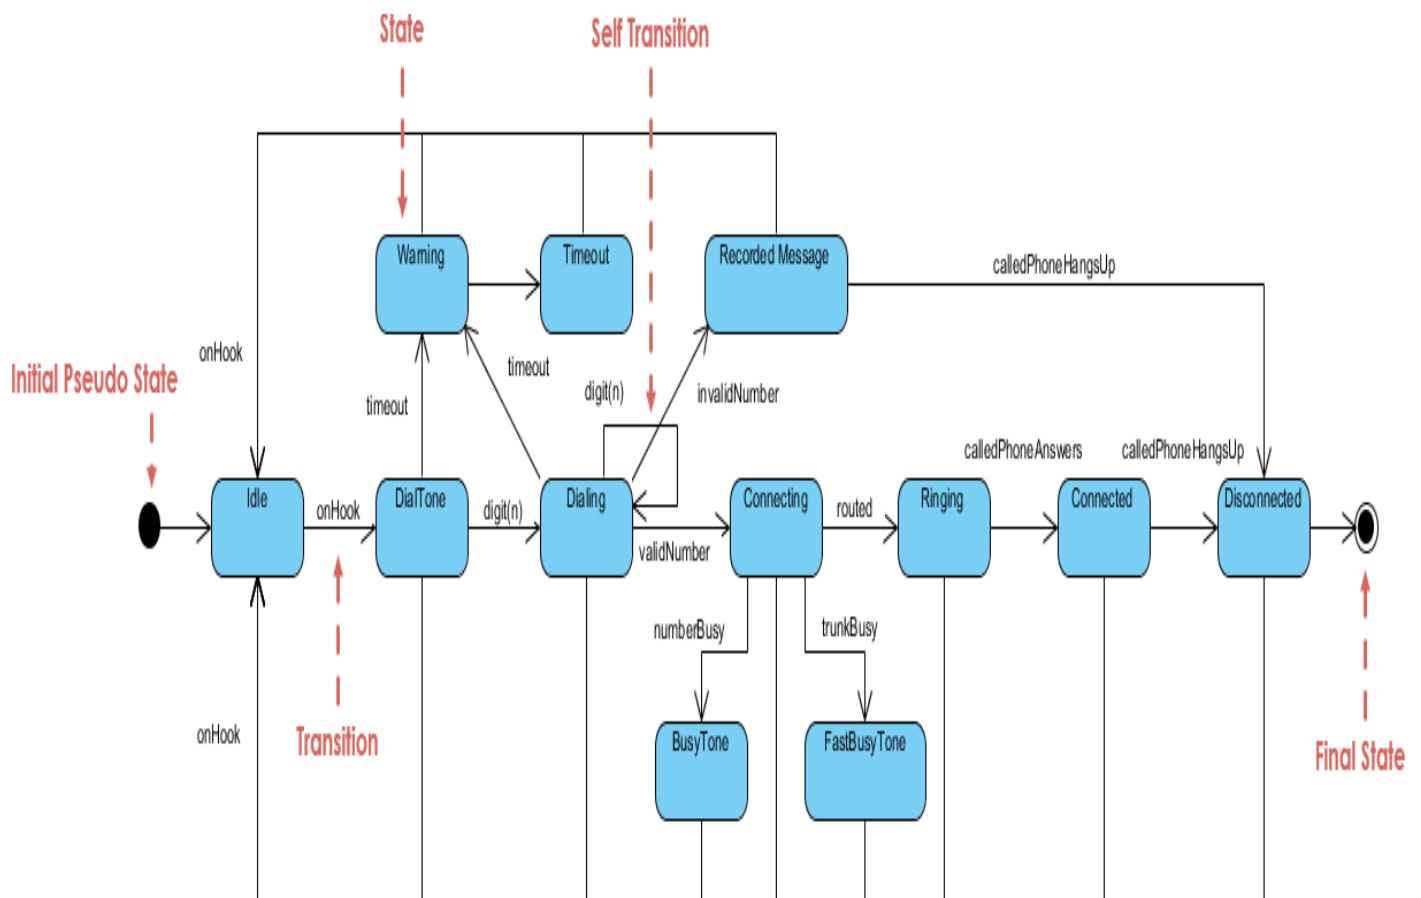 State
Self Transition
Warning
Timeout
Recorded Message
calledPhoneHangsUp
onHook
timeout
Initial Pseudo State
digit(n)
invalidNumber
timeout
calledPhoneAnswers
calledPhoneHangsUp
Idle
onHook
DialTone
digit(n)
Dialing
validNumber
Connecting
routed
Ringing
Connected
Disconnected
numberBusy
trunkBusy
onHook
Transition
BusyTone
FastBusyTone
Final State